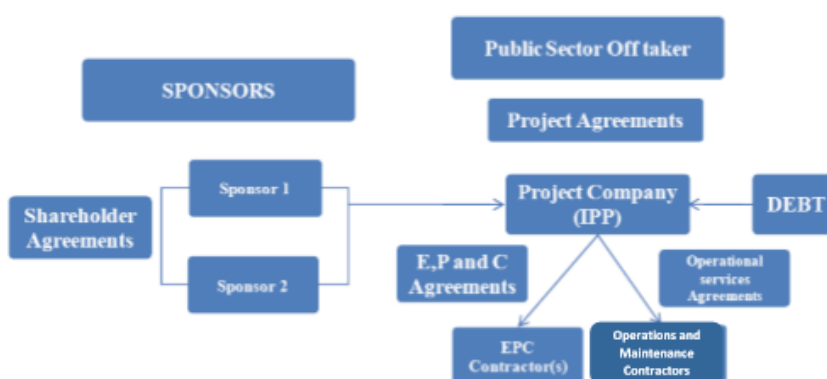 Public Sector Off taker
SPONSORS
Project Agreements
Sponsor 1
Project Company
(IPP)
DEBT
Shareholder
Agreements
E,P and C
Agreements
Operational
services
Agreements
Sponsor 2
EPC
Contractor(s)
Operations and
Maintenance
Contractors